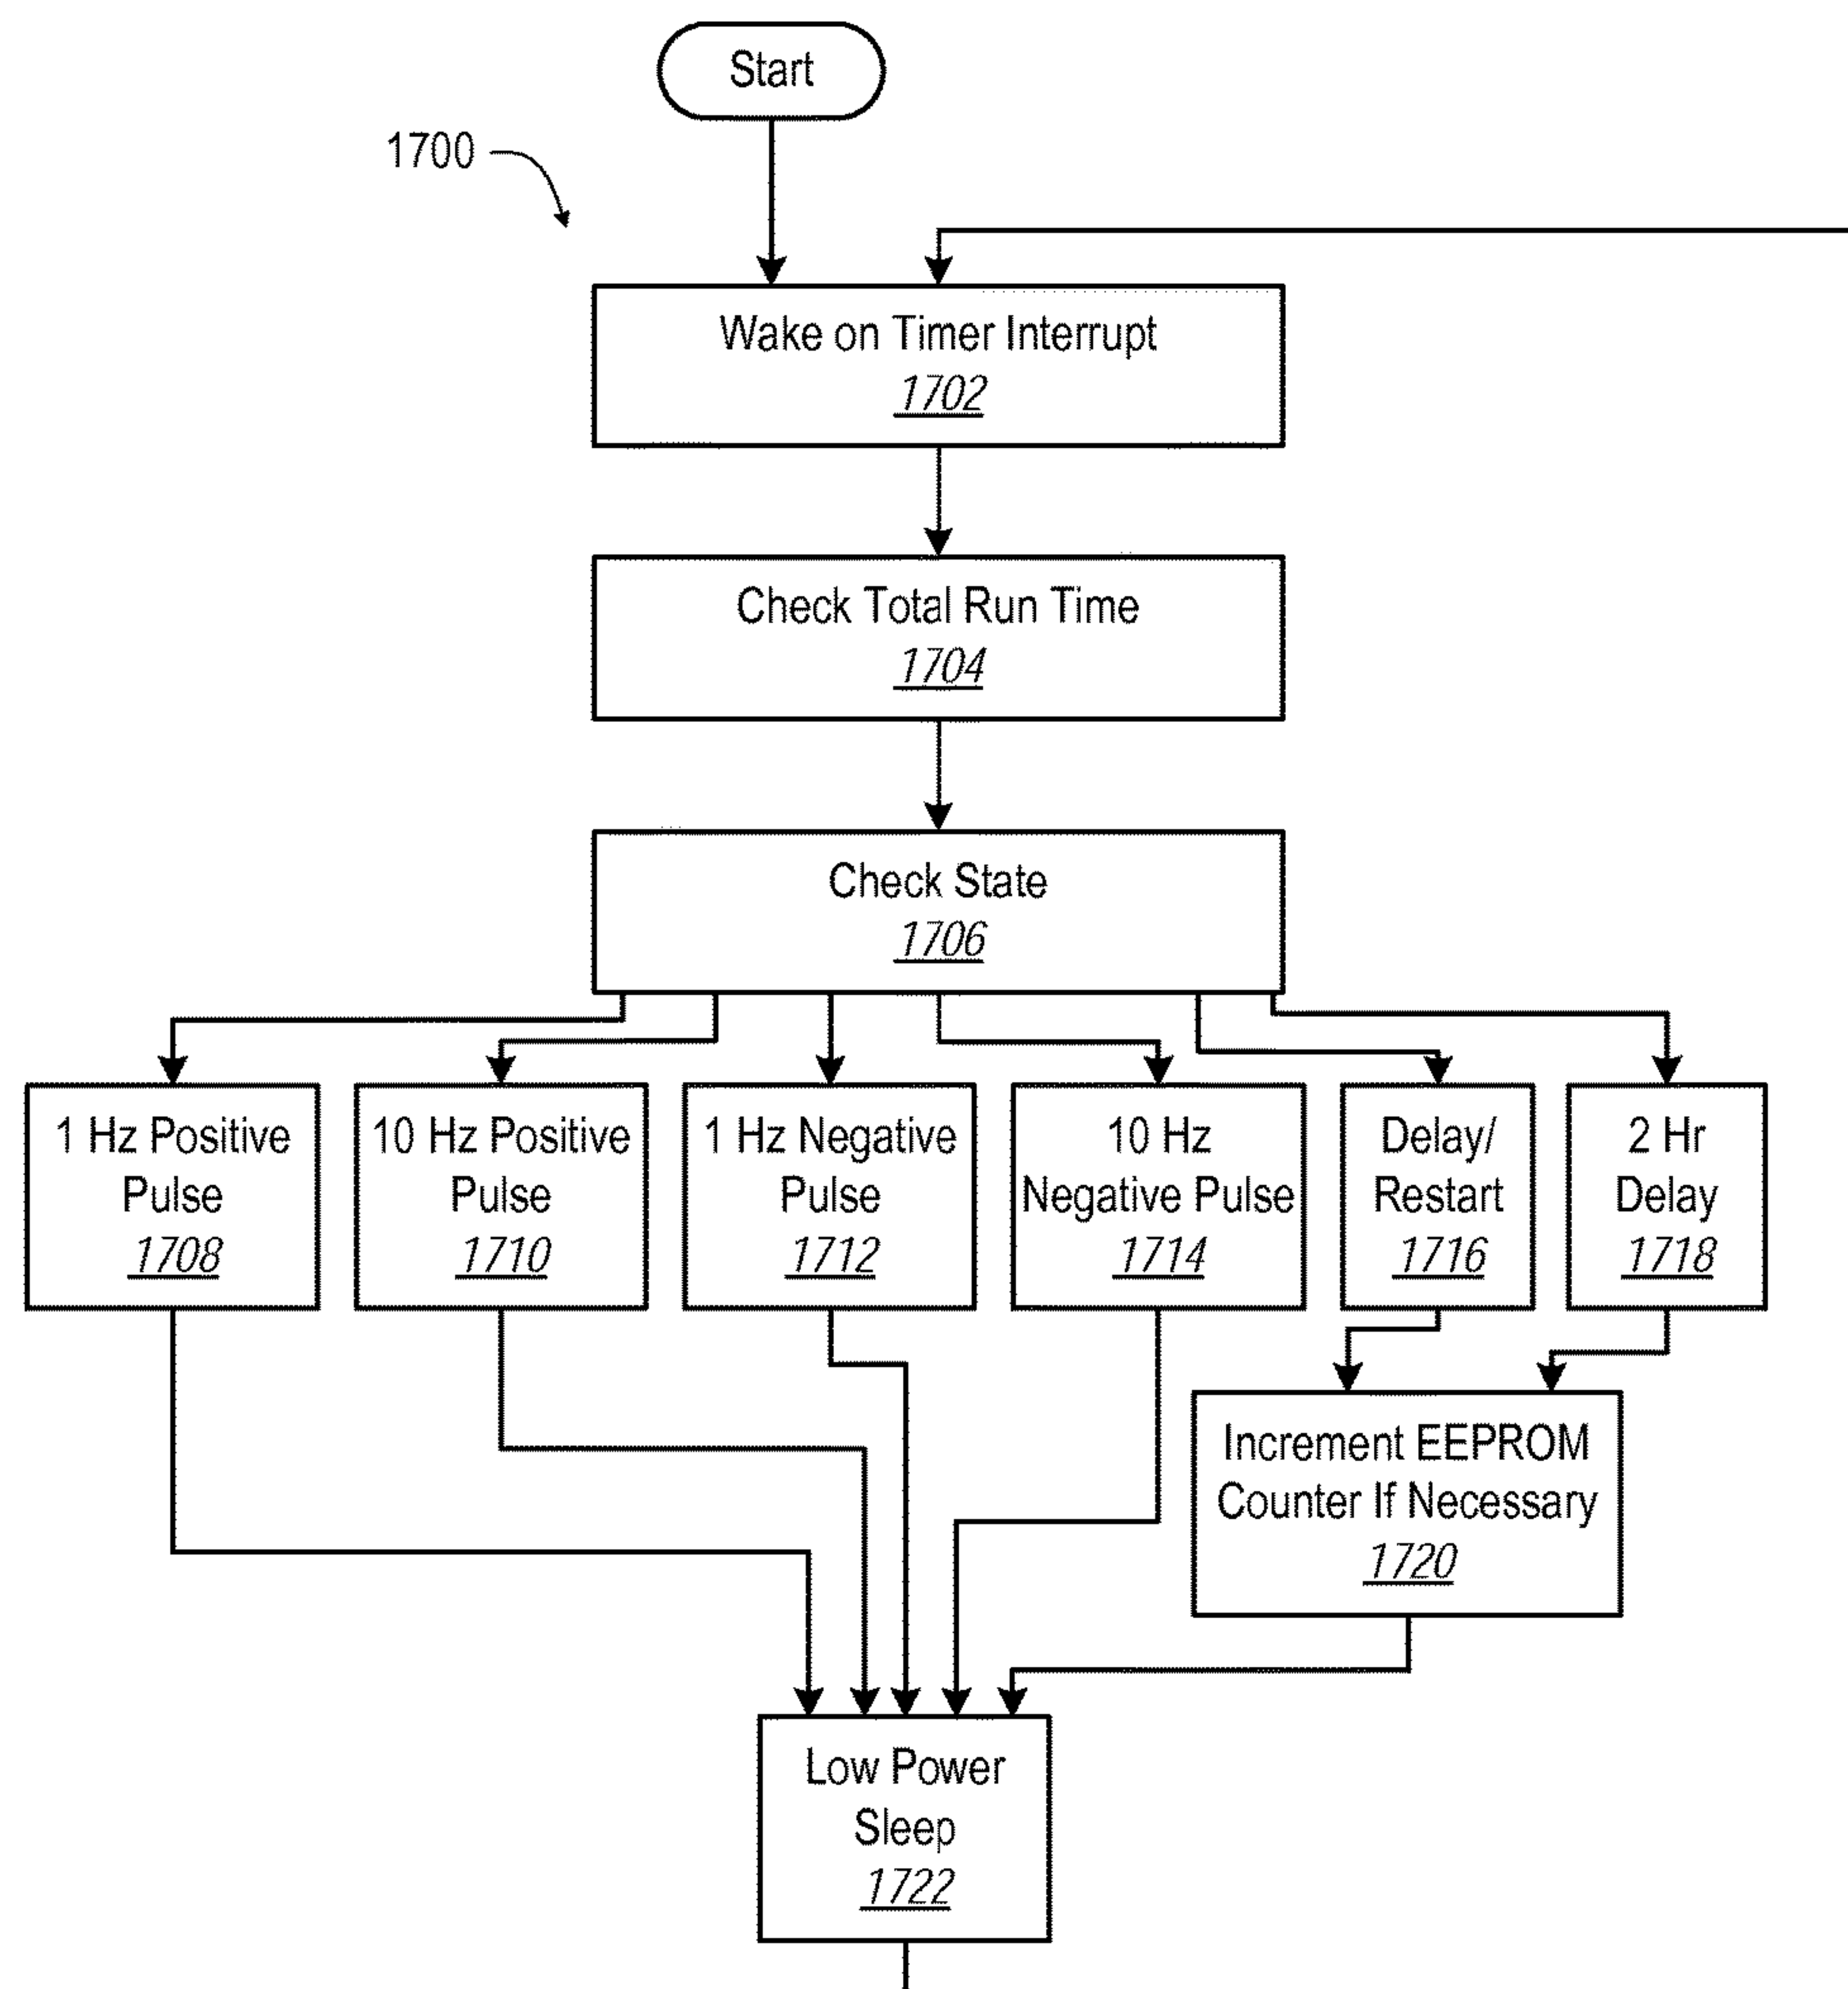 Start
1700
Wake on Timer Interrupt
1702
Check Total Run Time
1704
Check State
1706
1 Hz Positive
Pulse
1708
10 Hz Positive
Pulse
1710
1 Hz Negative
Pulse
1712
10 Hz
Negative Pulse
1714
Delay/
Restart
1716
2 Hr
Delay
1718
Increment EEPROM
Counter If Necessary
1720
Low Power
Sleep
1722